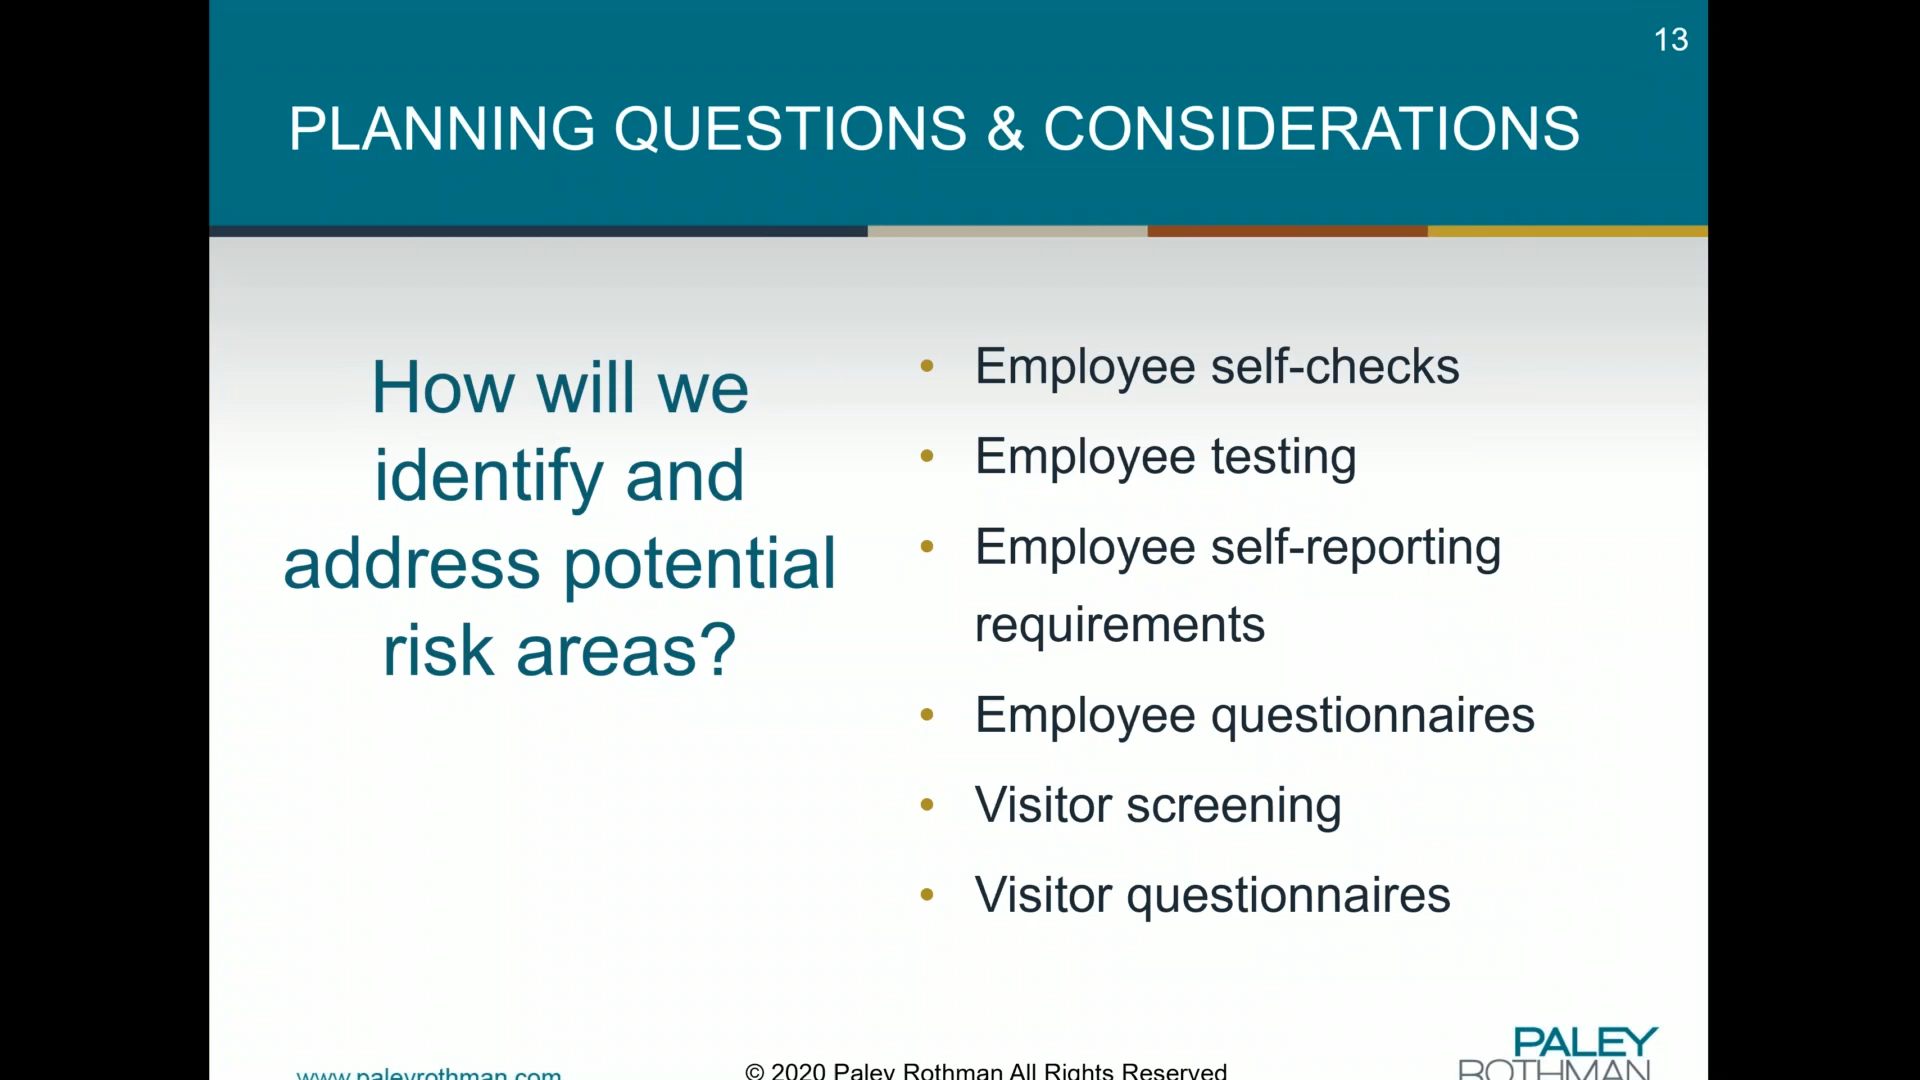 13
PLANNING QUESTIONS & CONSIDERATIONS
How will we
identify and
address potential
risk areas?
• Employee self-checks
• Employee testing
• Employee self-reporting
requirements
• Employee questionnaires
• Visitor screening
• Visitor questionnaires
www.paleyrothman.com
© 2020 Paley Rothman All Rights Reserved
PALEY
ROTHMAN